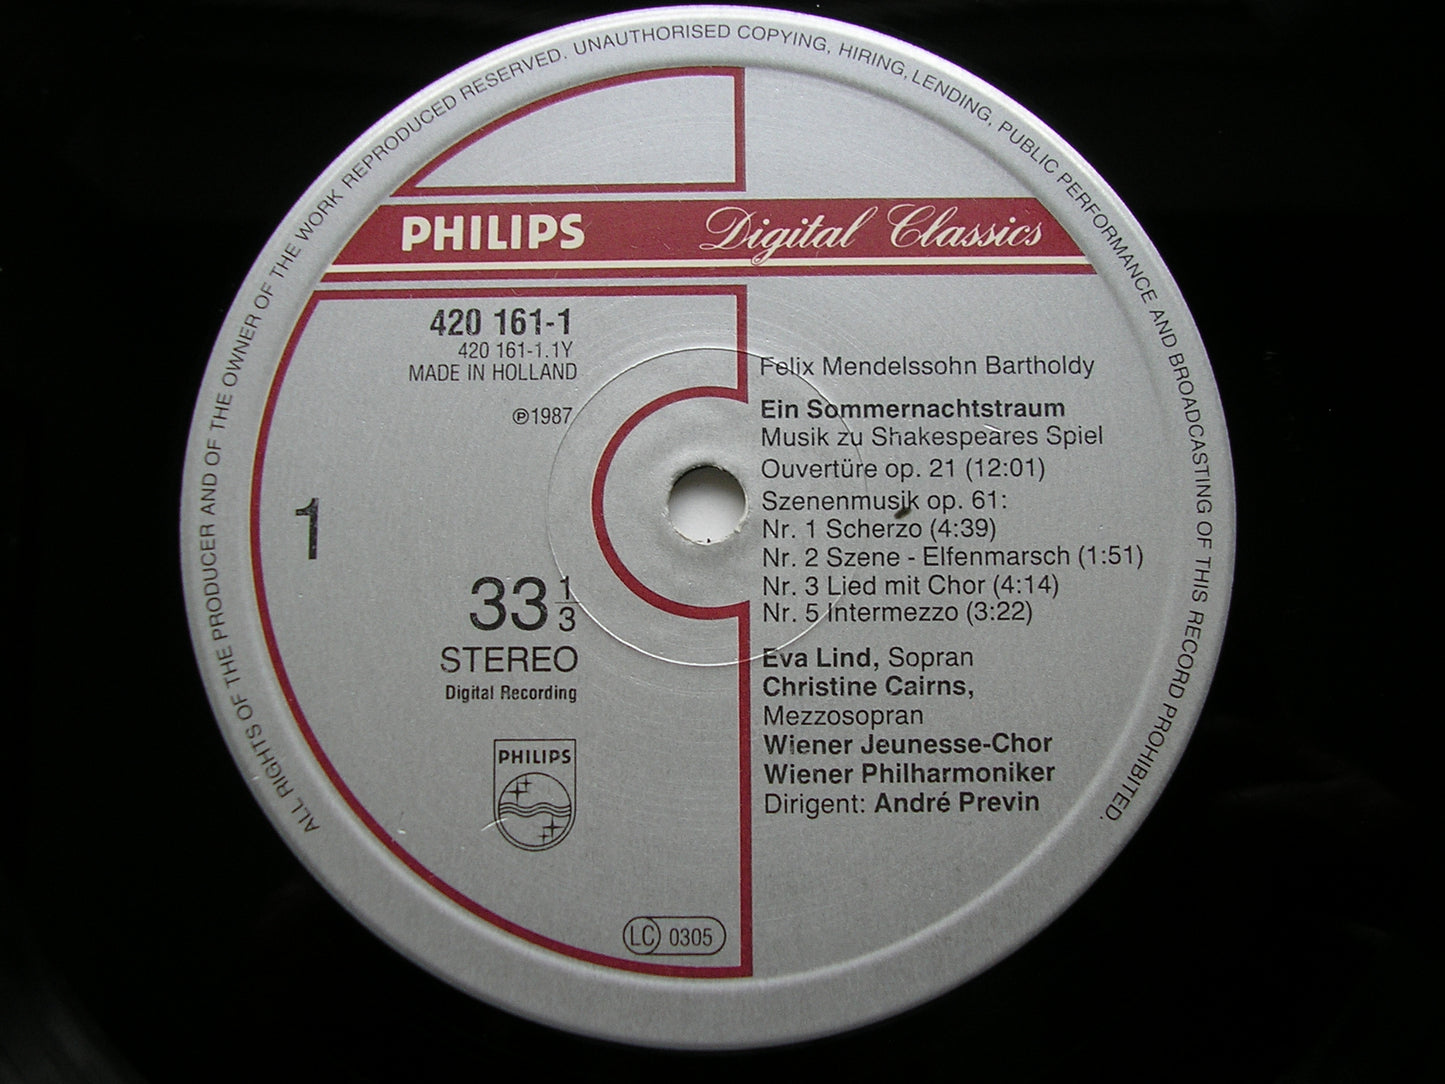 ALL RIGHTS OF THE PRODUCER AND OF THE OWNER OF THE WORK REPRODUCED RESERVED. UNAUTHORISED COPYING, HIRING, LENDING, PUBLIC PERFORMANCE AND BROADCASTING OF THIS RECORD PROHIBITED.
PHILIPS Digital Classics
420 161-1
420 161-1.1Y
MADE IN HOLLAND
℗1987
1
33 1/3
STEREO
Digital Recording
PHILIPS
LC 0305
Felix Mendelssohn Bartholdy
Ein Sommernachtstraum
Musik zu Shakespeares Spiel
Ouvertüre op. 21 (12:01)
Szenenmusik op. 61:
Nr. 1 Scherzo (4:39)
Nr. 2 Szene - Elfenmarsch (1:51)
Nr. 3 Lied mit Chor (4:14)
Nr. 5 Intermezzo (3:22)
Eva Lind, Sopran
Christine Cairns,
Mezzosopran
Wiener Jeunesse-Chor
Wiener Philharmoniker
Dirigent: André Previn